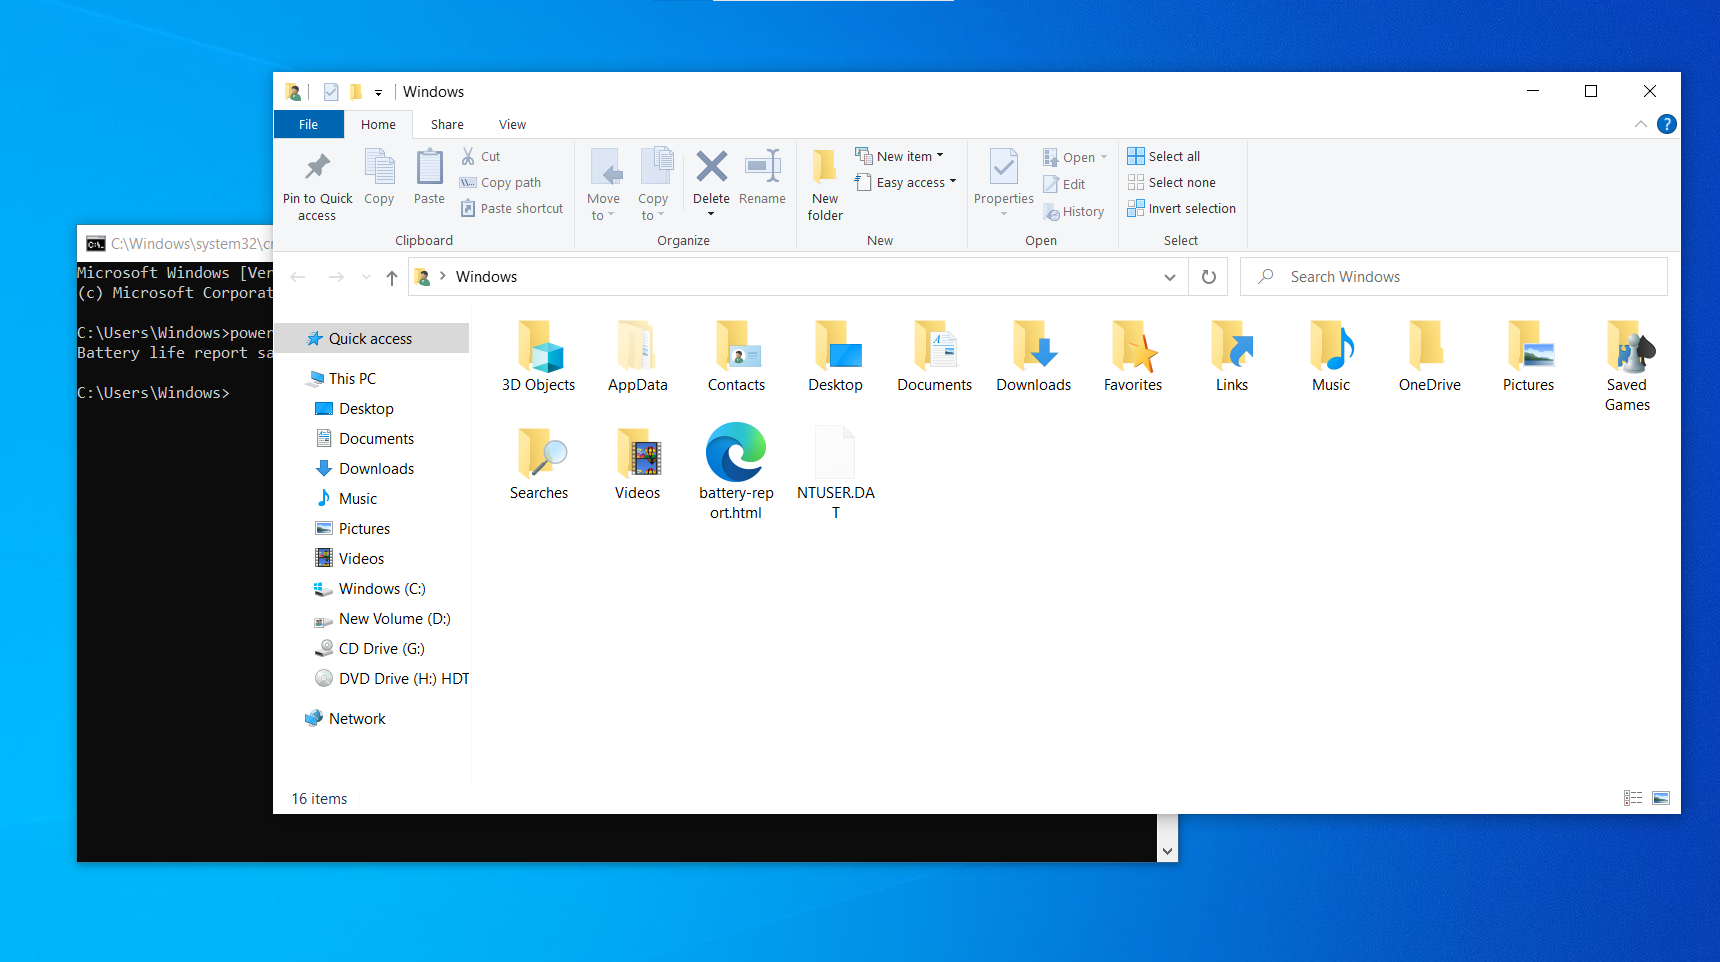 Windows
File Home Share View
Pin to Quick access
Copy
Paste
Cut
Copy path
Paste shortcut
Clipboard
Move to
Copy to
Delete
Rename
Organize
New folder
New item
Easy access
New
Properties
Open
Edit
History
Open
Select all
Select none
Invert selection
Select
Windows
Search Windows
C:\Windows\system32\c
Microsoft Windows [Ver
(c) Microsoft Corporat
C:\Users\Windows>power
Battery life report sa
C:\Users\Windows>
Quick access
This PC
Desktop
Documents
Downloads
Music
Pictures
Videos
Windows (C:)
New Volume (D:)
CD Drive (G:)
DVD Drive (H:) HDT
Network
3D Objects
AppData
Contacts
Desktop
Documents
Downloads
Favorites
Links
Music
OneDrive
Pictures
Saved
Games
Searches
Videos
battery-rep
ort.html
NTUSER.DA
T
16 items